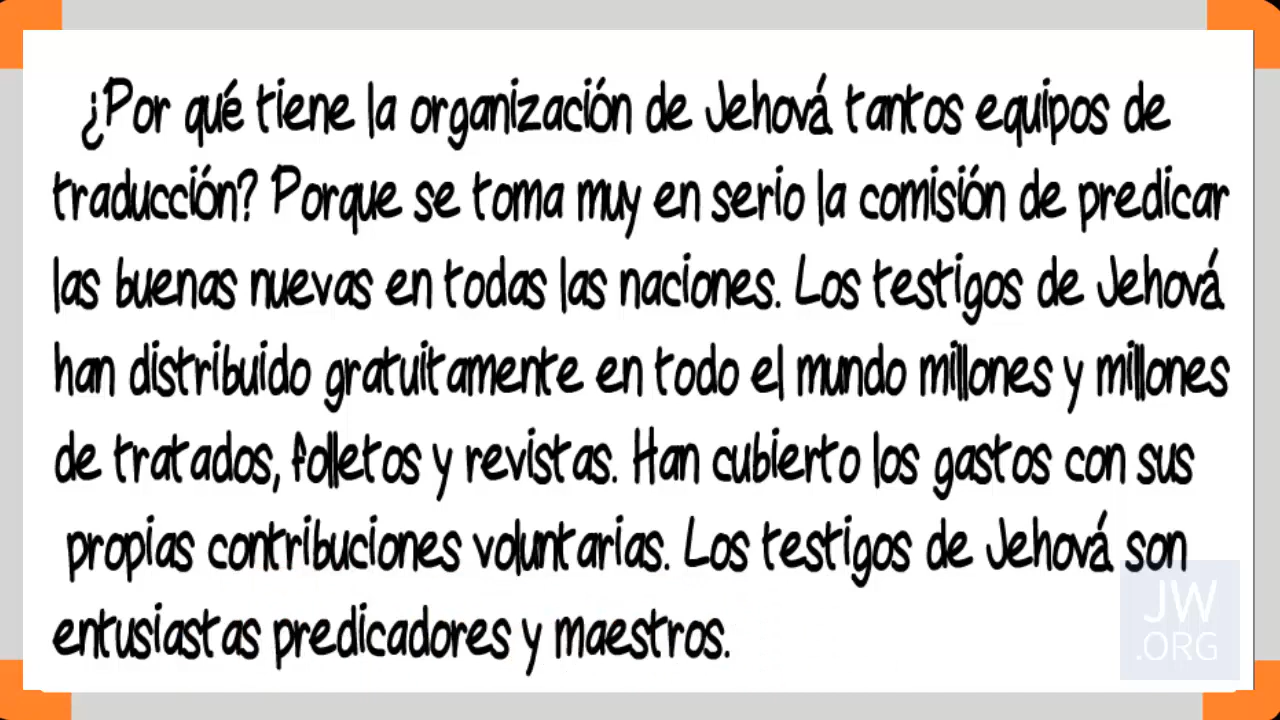 ¿Por qué tiene la organización de Jehová tantos equipos de
traducción? Porque se toma muy en serio la comisión de predicar
las buenas nuevas en todas las naciones. Los testigos de Jehová
han distribuido gratuitamente en todo el mundo millones y millones
de tratados, folletos y revistas. Han cubierto los gastos con sus
propias contribuciones voluntarias. Los testigos de Jehová son
entusiastas predicadores y maestros.
JW
.ORG